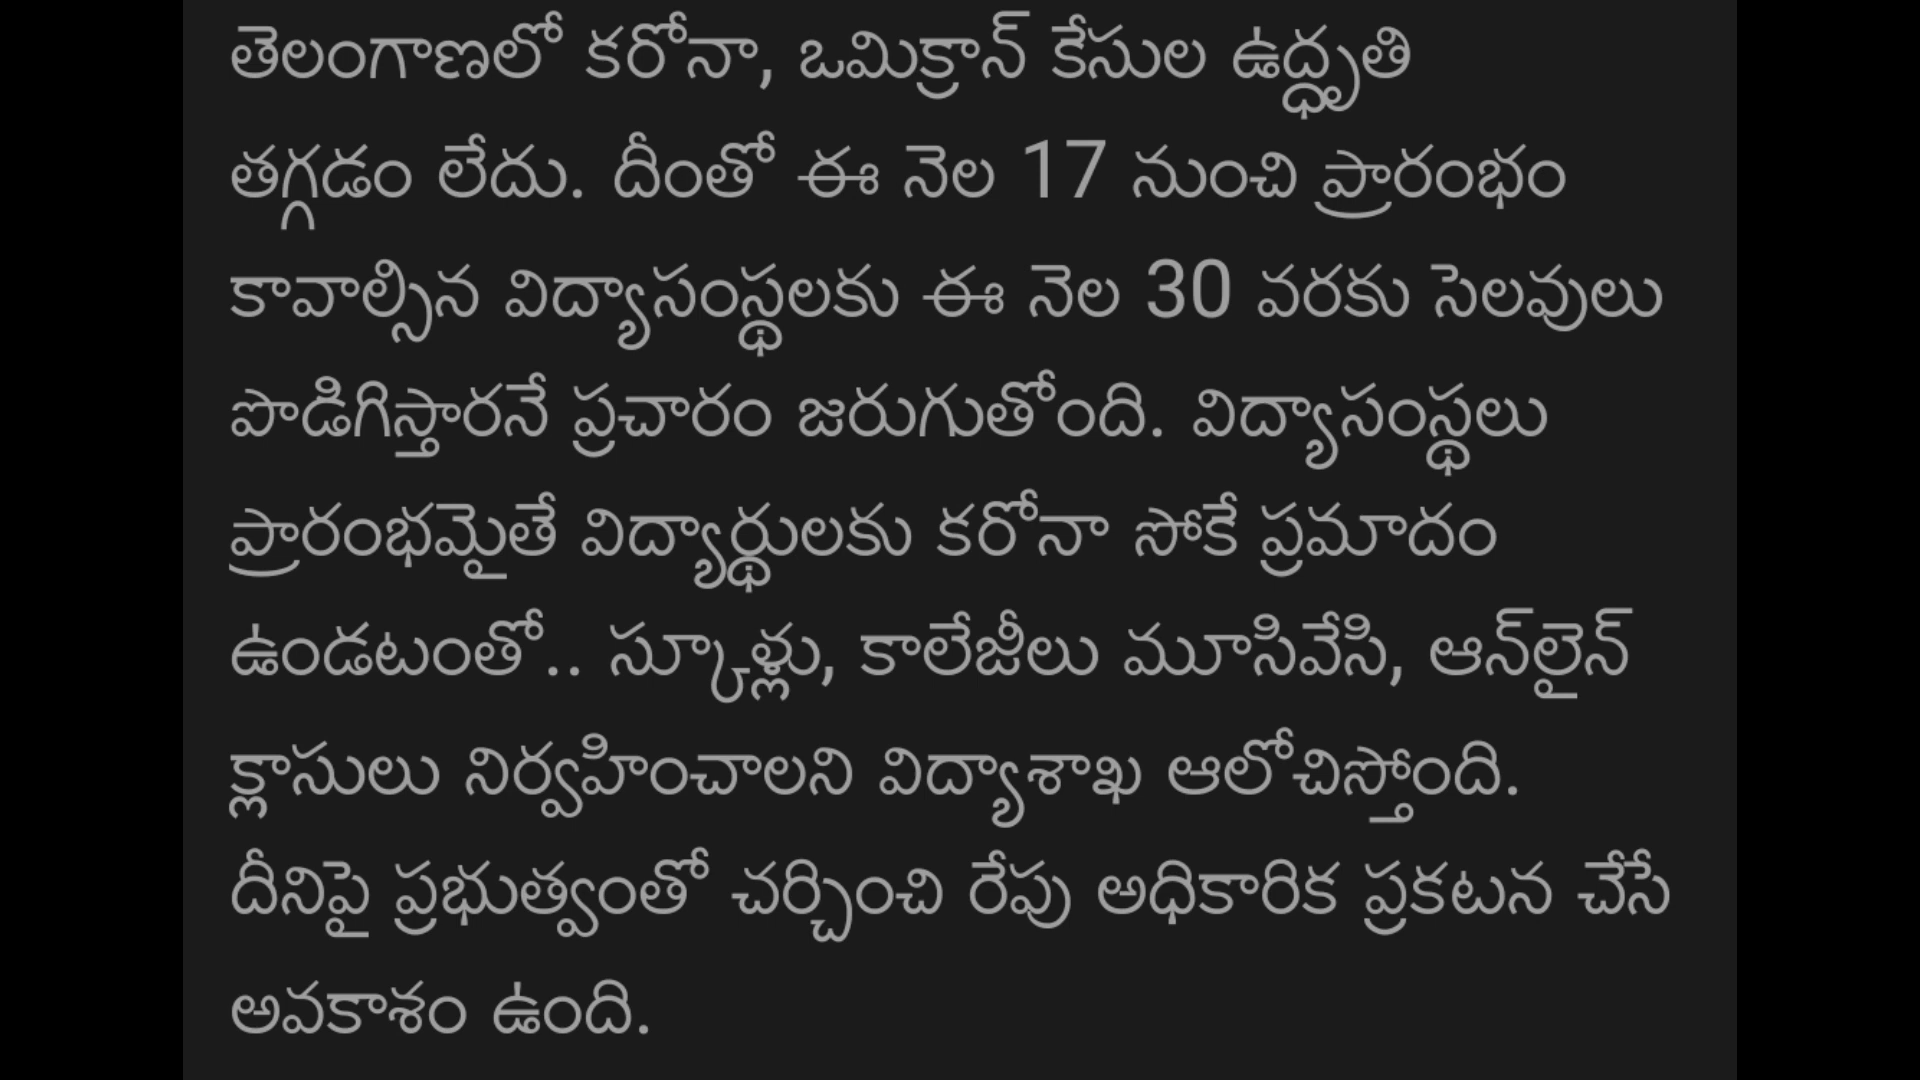 తెలంగాణలో కరోనా, ఒమిక్రాన్ కేసుల ఉద్ధృతి
తగ్గడం లేదు. దీంతో ఈ నెల 17 నుంచి ప్రారంభం
కావాల్సిన విద్యాసంస్థలకు ఈ నెల 30 వరకు సెలవులు
పొడిగిస్తారనే ప్రచారం జరుగుతోంది. విద్యాసంస్థలు
ప్రారంభమైతే విద్యార్థులకు కరోనా సోకే ప్రమాదం
ఉండటంతో.. స్కూళ్లు, కాలేజీలు మూసివేసి, ఆన్‌లైన్
క్లాసులు నిర్వహించాలని విద్యాశాఖ ఆలోచిస్తోంది.
దీనిపై ప్రభుత్వంతో చర్చించి రేపు అధికారిక ప్రకటన చేసే
అవకాశం ఉంది.